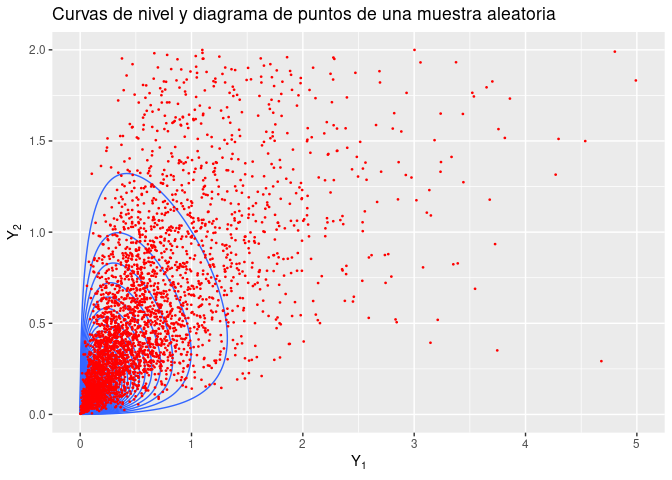 Curvas de nivel y diagrama de puntos de una muestra aleatoria
2.0
1.5
1.0
0.5
0.0
Y₂
0 1 2 3 4 5
Y₁